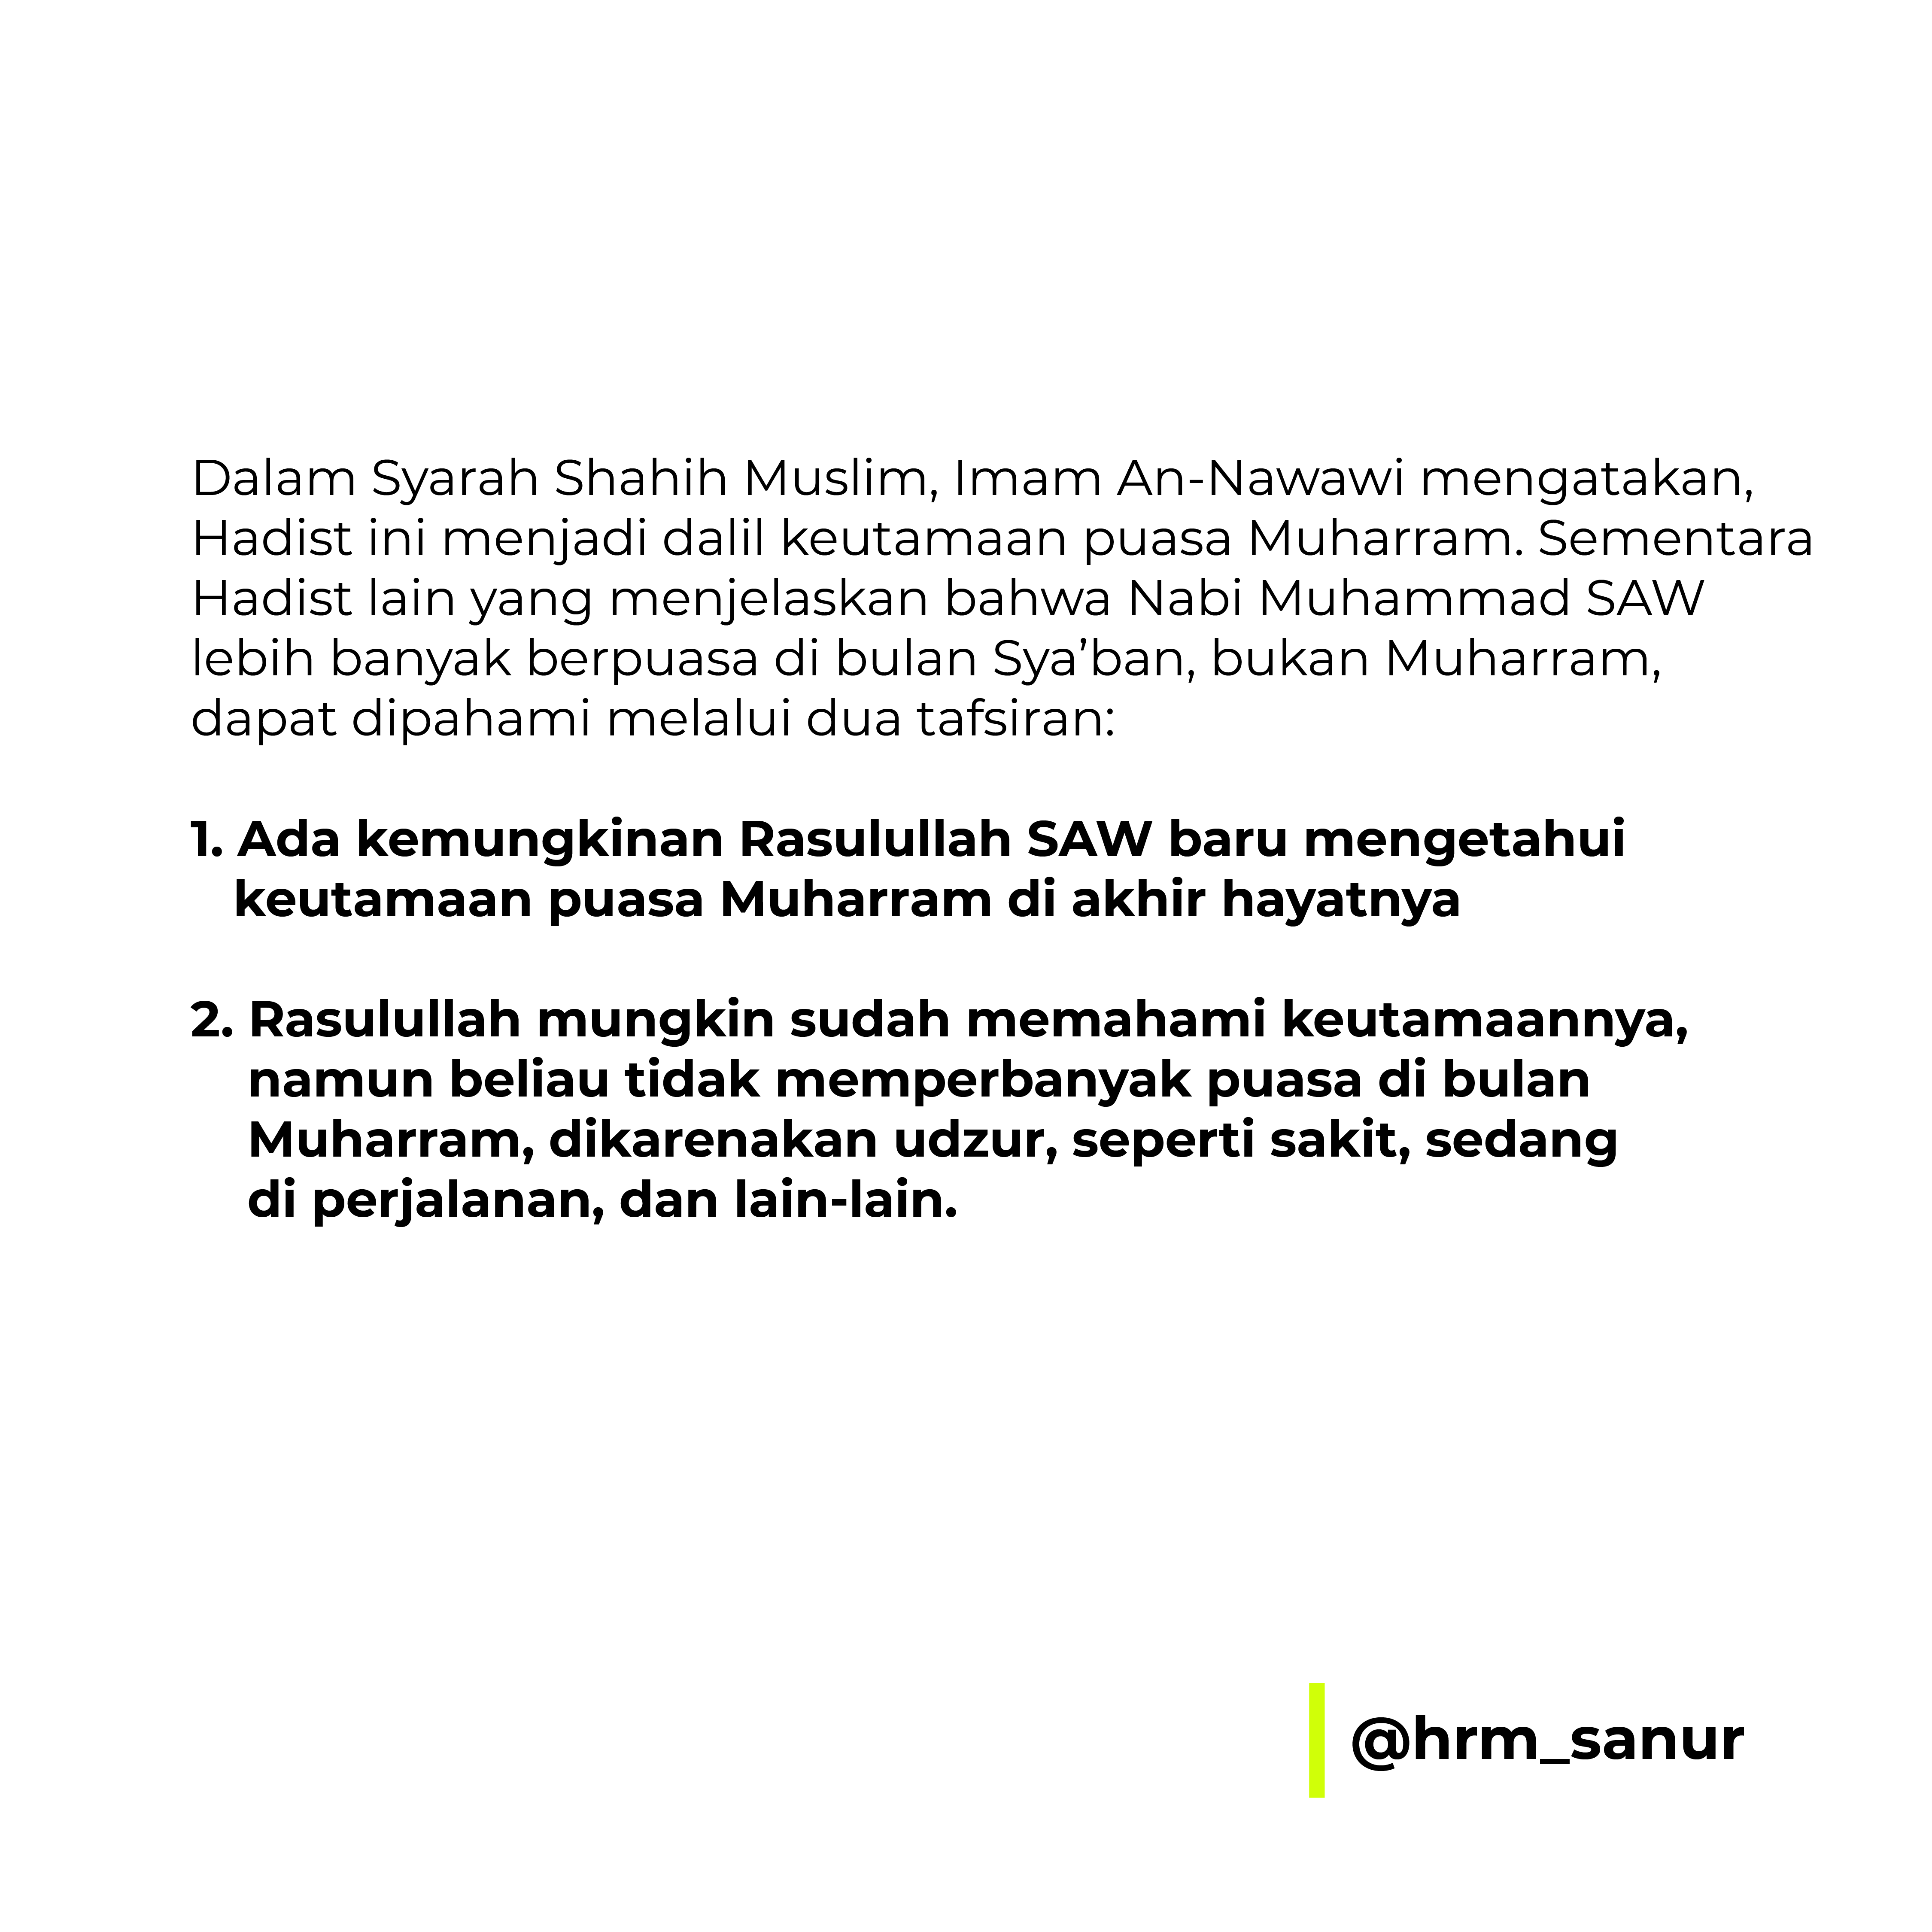 Dalam Syarah Shahih Muslim, Imam An-Nawawi mengatakan,
Hadist ini menjadi dalil keutamaan puasa Muharram. Sementara
Hadist lain yang menjelaskan bahwa Nabi Muhammad SAW
lebih banyak berpuasa di bulan Sya’ban, bukan Muharram,
dapat dipahami melalui dua tafsiran:
1. Ada kemungkinan Rasulullah SAW baru mengetahui
keutamaan puasa Muharram di akhir hayatnya
2. Rasulullah mungkin sudah memahami keutamaannya,
namun beliau tidak memperbanyak puasa di bulan
Muharram, dikarenakan udzur, seperti sakit, sedang
di perjalanan, dan lain-lain.
@hrm_sanur